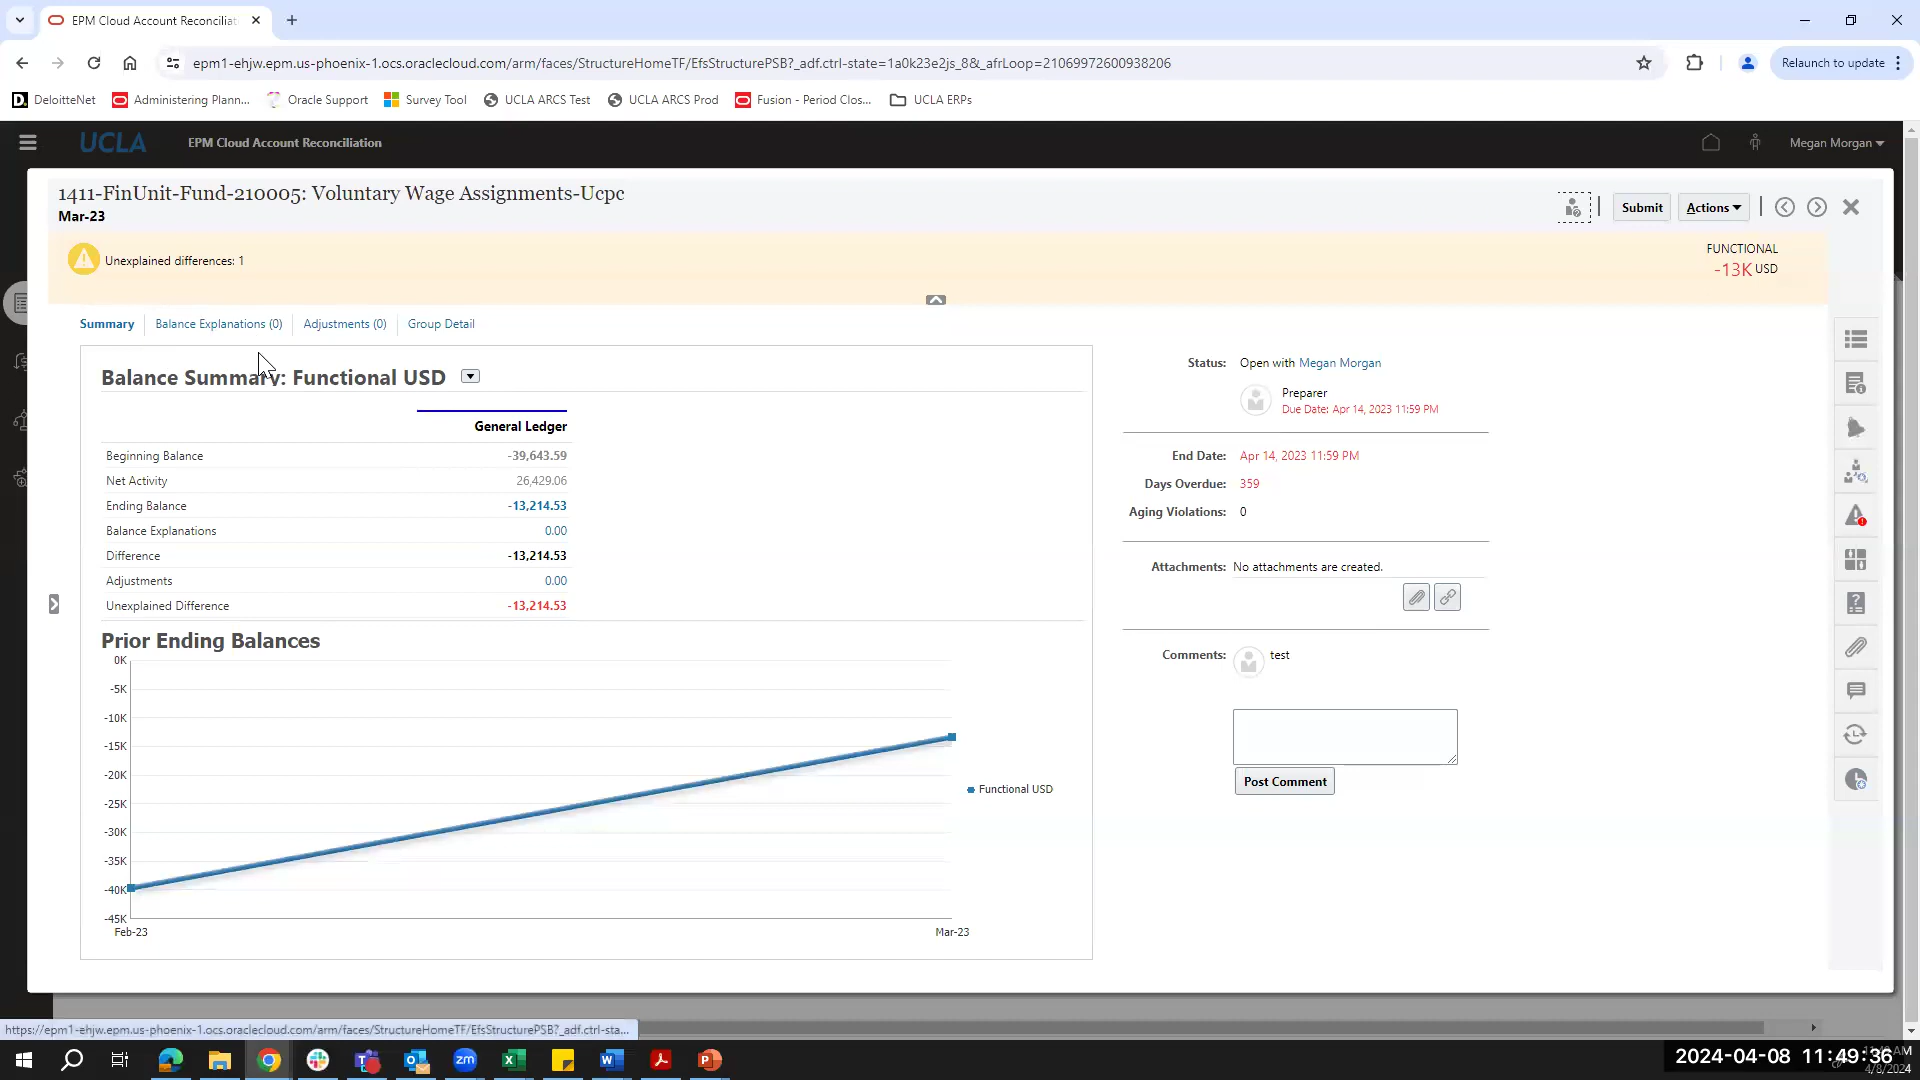 EPM Cloud Account Reconciliat
epm1-ehjw.epm.us-phoenix-1.ocs.oraclecloud.com/arm/faces/StructureHomeTF/EfsStructurePSB?_adf.ctrl-state=1a0k23e2js_8&_afrLoop=21069972600938206
Relaunch to update
DeloitteNet
Administering Plann...
Oracle Support
Survey Tool
UCLA ARCS Test
UCLA ARCS Prod
Fusion - Period Clos...
UCLA ERPs
UCLA
EPM Cloud Account Reconciliation
Megan Morgan
1411-FinUnit-Fund-210005: Voluntary Wage Assignments-Ucpc
Mar-23
Submit
Actions
Unexplained differences: 1
FUNCTIONAL
-13K USD
Summary
Balance Explanations (0)
Adjustments (0)
Group Detail
Balance Summary: Functional USD
General Ledger
Beginning Balance -39,643.59
Net Activity 26,429.06
Ending Balance -13,214.53
Balance Explanations 0.00
Difference -13,214.53
Adjustments 0.00
Unexplained Difference -13,214.53
Prior Ending Balances
0K
-5K
-10K
-15K
-20K
-25K
-30K
-35K
-40K
-45K
Feb-23
Mar-23
Functional USD
Status: Open with Megan Morgan
Preparer
Due Date: Apr 14, 2023 11:59 PM
End Date: Apr 14, 2023 11:59 PM
Days Overdue: 359
Aging Violations: 0
Attachments: No attachments are created.
Comments: test
Post Comment
https://epm1-ehjw.epm.us-phoenix-1.ocs.oraclecloud.com/arm/faces/StructureHomeTF/EfsStructurePSB?_adf.ctrl-sta...
2024-04-08 11:49:36
4/8/2024